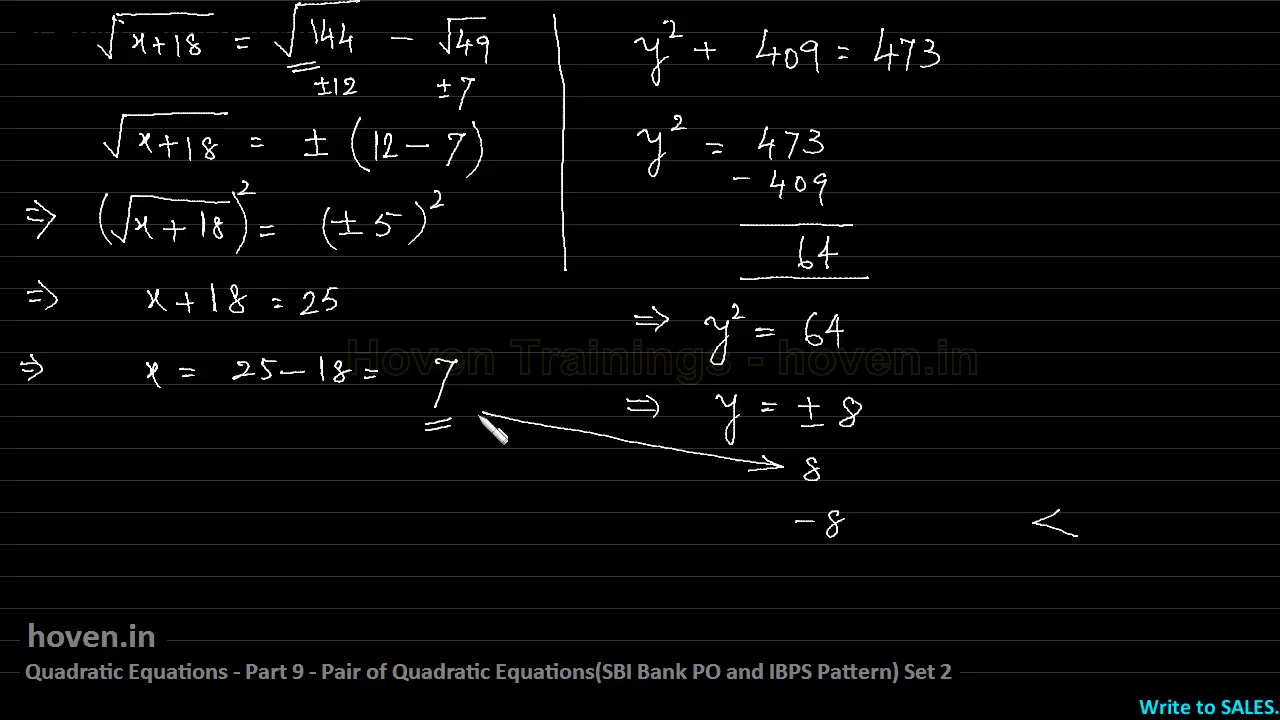 √(x+18) = √144 - √49
±12 ±7
√(x+18) = ± (12 - 7)
⇒ (√(x+18))² = (±5)²
⇒ x + 18 = 25
⇒ x = 25 - 18 = 7
y² + 409 = 473
y² = 473
- 409
64
⇒ y² = 64
⇒ y = ± 8
8
- 8 <
Hoven Trainings - hoven.in
hoven.in
Quadratic Equations - Part 9 - Pair of Quadratic Equations(SBI Bank PO and IBPS Pattern) Set 2
Write to SALES.